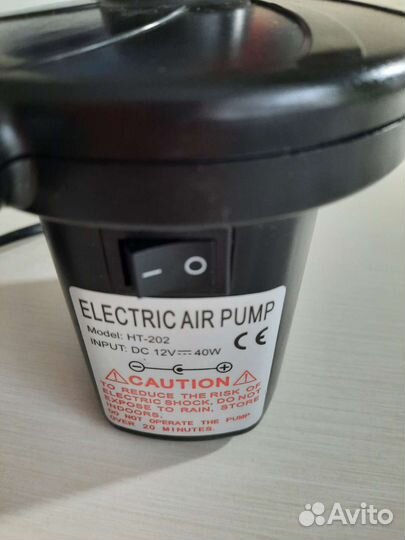 — O
ELECTRIC AIR PUMP
Model: HT-202
INPUT: DC 12V⎓40W
CE
⚠CAUTION⚠
TO REDUCE THE RISK OF
ELECTRIC SHOCK, DO NOT
EXPOSE TO RAIN, STORE
INDOORS.
DO NOT OPERATE THE PUMP
OVER 20 MINUTES.
Avito